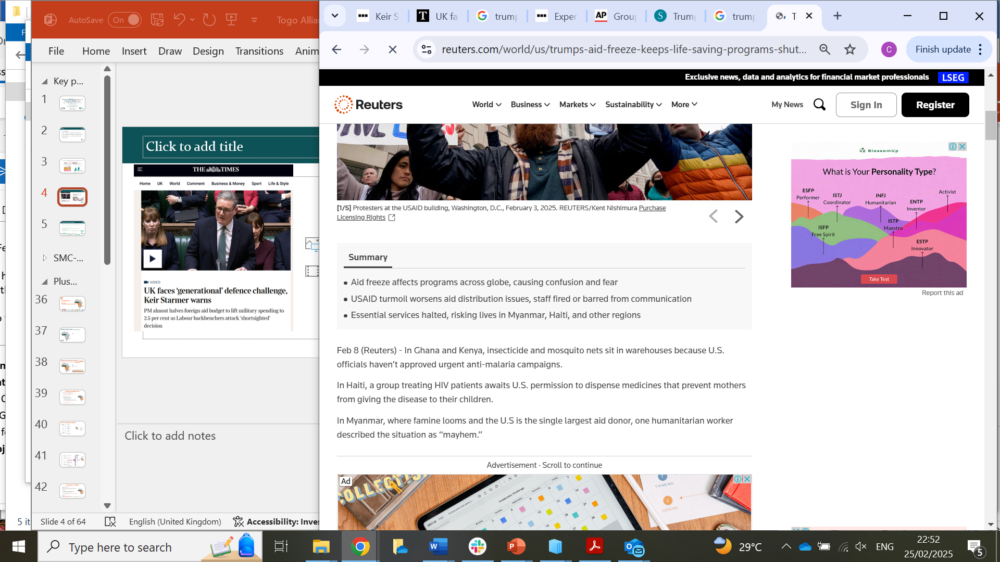 AutoSave
On
Togo Allian
File Home Insert Draw Design Transitions Anim
Key p...
1
2
3
4
5
SMC-...
Plus...
36
37
38
39
40
41
42
Click to add title
THE TIMES
Home UK World Comment Business & Money Sport Life & Style
VIDEO
UK faces ‘generational’ defence challenge,
Keir Starmer warns
PM almost halves foreign aid budget to lift military spending to
2.5 per cent as Labour backbenchers attack ‘shortsighted’
decision
Click to add notes
Slide 4 of 64
English (United Kingdom)
Accessibility: Inves
Keir S
UK fa
trump
Exper
AP
Group
Trump
trump
T
reuters.com/world/us/trumps-aid-freeze-keeps-life-saving-programs-shut...
C
Finish update
Exclusive news, data and analytics for financial market professionals
LSEG
Reuters
World Business Markets Sustainability More
My News
Sign In
Register
[1/5] Protesters at the USAID building, Washington, D.C., February 3, 2025. REUTERS/Kent Nishimura Purchase
Licensing Rights
Summary
Aid freeze affects programs across globe, causing confusion and fear
USAID turmoil worsens aid distribution issues, staff fired or barred from communication
Essential services halted, risking lives in Myanmar, Haiti, and other regions
Feb 8 (Reuters) - In Ghana and Kenya, insecticide and mosquito nets sit in warehouses because U.S.
officials haven’t approved urgent anti-malaria campaigns.
In Haiti, a group treating HIV patients awaits U.S. permission to dispense medicines that prevent mothers
from giving the disease to their children.
In Myanmar, where famine looms and the U.S is the single largest aid donor, one humanitarian worker
described the situation as “mayhem.”
Advertisement · Scroll to continue
Ad
COLLECTIS
miro
THINKING
JUDGING
BlossomUp
What is Your Personality Type?
ESFP
Performer
ISTJ
Coordinator
INFJ
Humanitarian
ENTP
Inventor
Activist
ISFP
Free Spirit
ISTP
Maestro
ESTP
Innovator
Take Test
Report this ad
Type here to search
29°C
ENG
22:52
25/02/2025
5